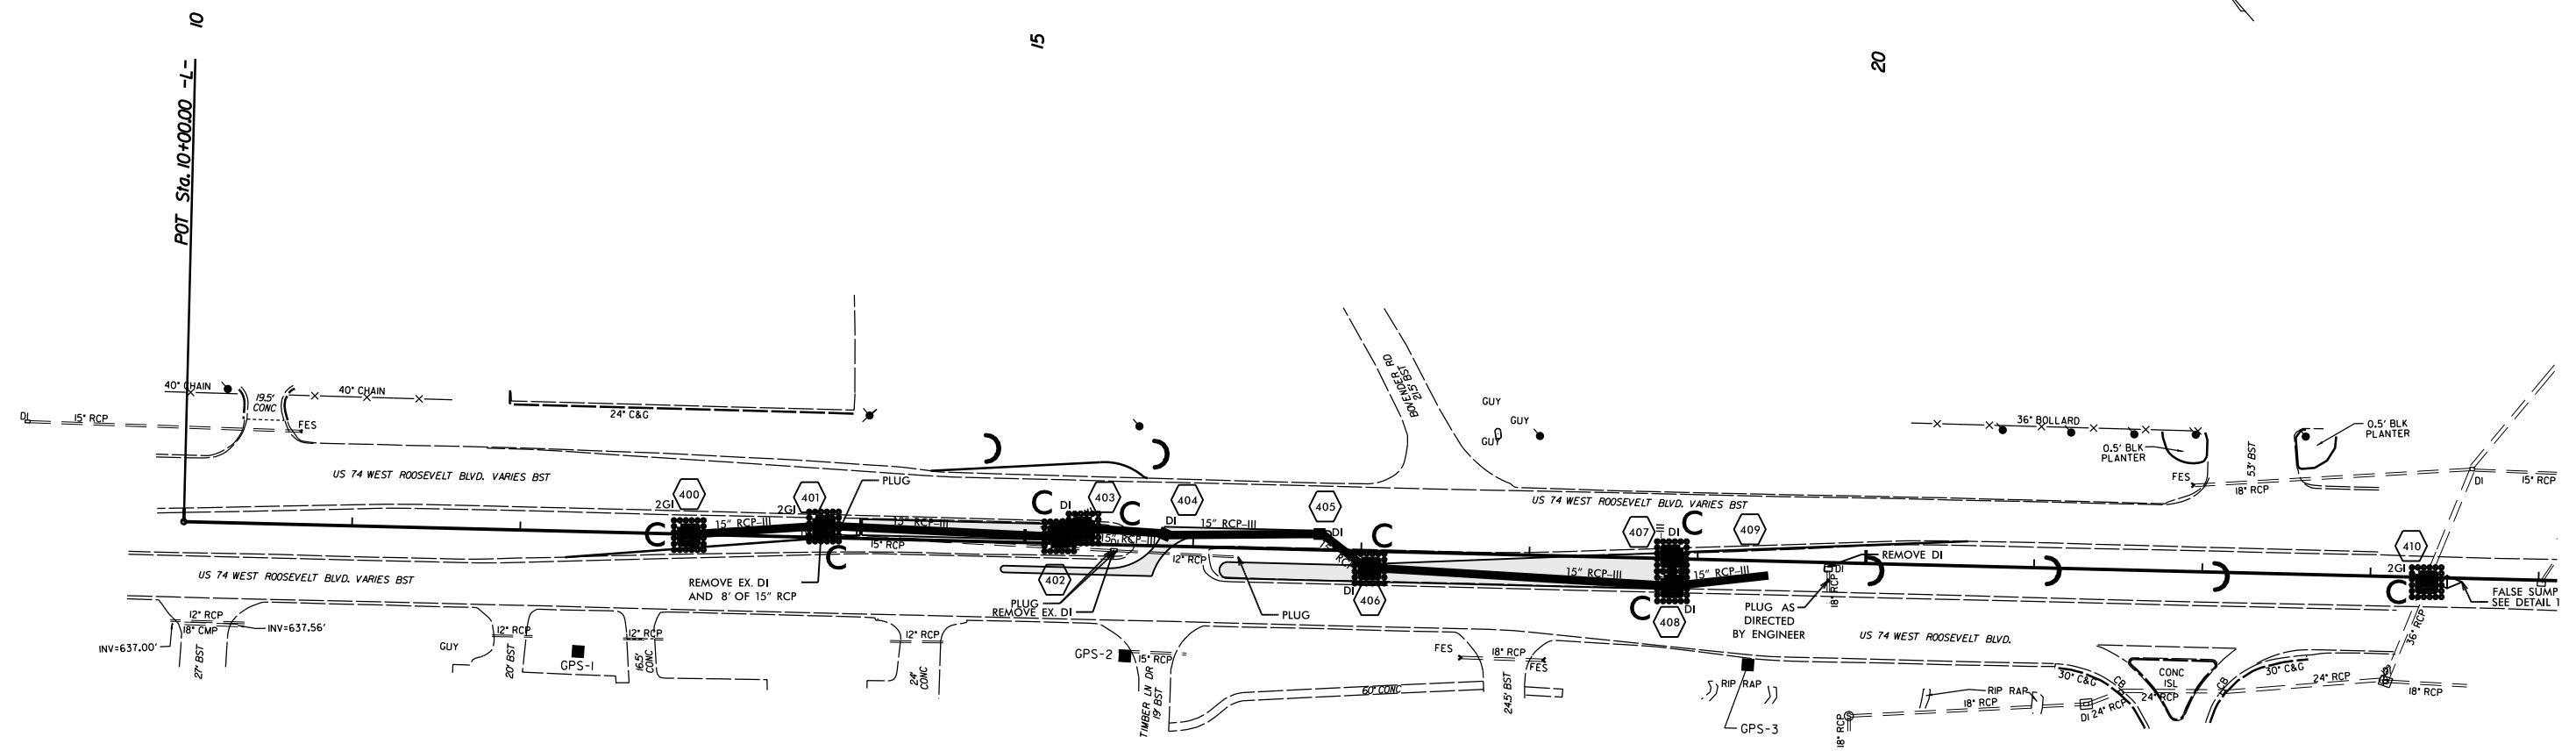 10
15
20
POT Sta. 10+00.00 -L-
40" CHAIN
19.5'
CONC
40" CHAIN
DI
15" RCP
FES
24" C&G
BOVENDER RD
21.5' BST
GUY
GUY
GUY
36" BOLLARD
0.5' BLK
PLANTER
0.5' BLK
PLANTER
53' BST
FES
18" RCP
DI
15" RCP
US 74 WEST ROOSEVELT BLVD. VARIES BST
US 74 WEST ROOSEVELT BLVD. VARIES BST
PLUG
400
2GI
401
2GI
403
DI
404
DI
405
DI
407
DI
409
410
2GI
C
C
C
C
C
C
C
C
15" RCP-III
15" RCP-III
15" RCP-III
15" RCP-III
15" RCP
12" RCP
15" RCP-III
15" RCP-III
402
406
DI
408
DI
REMOVE DI
DI
18" RCP
REMOVE EX. DI
AND 8' OF 15" RCP
PLUG
REMOVE EX. DI
PLUG
PLUG AS
DIRECTED
BY ENGINEER
FALSE SUMP
SEE DETAIL 1
US 74 WEST ROOSEVELT BLVD. VARIES BST
US 74 WEST ROOSEVELT BLVD.
12" RCP
18" CMP
INV=637.56'
INV=637.00'
27' BST
GUY
12" RCP
20' BST
GPS-1
12" RCP
16.5'
CONC
12" RCP
24'
CONC
GPS-2
15" RCP
TIMBER LN DR
19' BST
60" CONC
FES
18" RCP
FES
24.5' BST
RIP RAP
GPS-3
18" RCP
RIP RAP
18" RCP
DI
24" RCP
30" C&G
CB
CONC
ISL
24" RCP
CB
30" C&G
24" RCP
36" RCP
18" RCP